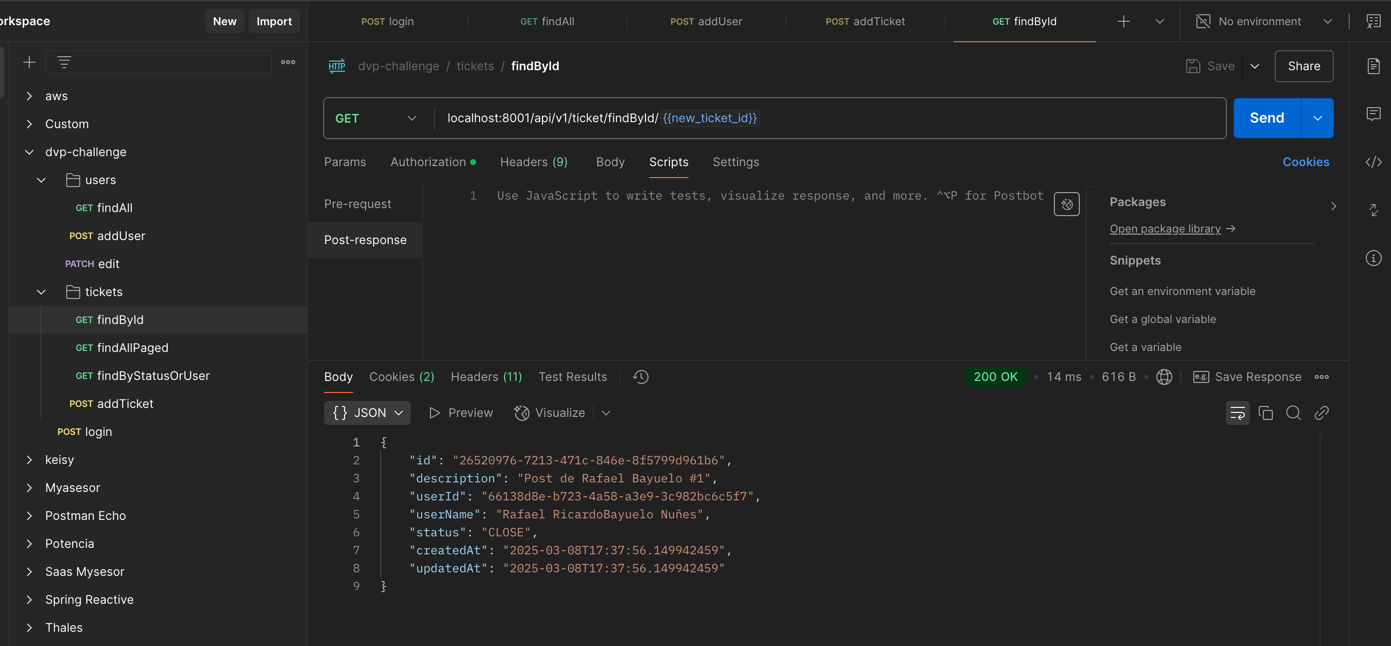 orkspace
New Import
POST login
GET findAll
POST addUser
POST addTicket
GET findById
No environment
aws
Custom
dvp-challenge
users
GET findAll
POST addUser
PATCH edit
tickets
GET findById
GET findAllPaged
GET findByStatusOrUser
POST addTicket
POST login
keisy
Myasesor
Postman Echo
Potencia
Saas Mysesor
Spring Reactive
Thales
HTTP dvp-challenge / tickets / findById
Save
Share
GET localhost:8001/api/v1/ticket/findById/ {{new_ticket_id}}
Send
Params Authorization Headers (9) Body Scripts Settings
Cookies
Pre-request
Post-response
1 Use JavaScript to write tests, visualize response, and more. ^⌥P for Postbot
Packages
Open package library →
Snippets
Get an environment variable
Get a global variable
Get a variable
Body Cookies (2) Headers (11) Test Results
200 OK • 14 ms • 616 B • e.g. Save Response
{} JSON Preview Visualize
1 {
2 "id": "26520976-7213-471c-846e-8f5799d961b6",
3 "description": "Post de Rafael Bayuelo #1",
4 "userId": "66138d8e-b723-4a58-a3e9-3c982bc6c5f7",
5 "userName": "Rafael RicardoBayuelo Nuñes",
6 "status": "CLOSE",
7 "createdAt": "2025-03-08T17:37:56.149942459",
8 "updatedAt": "2025-03-08T17:37:56.149942459"
9 }